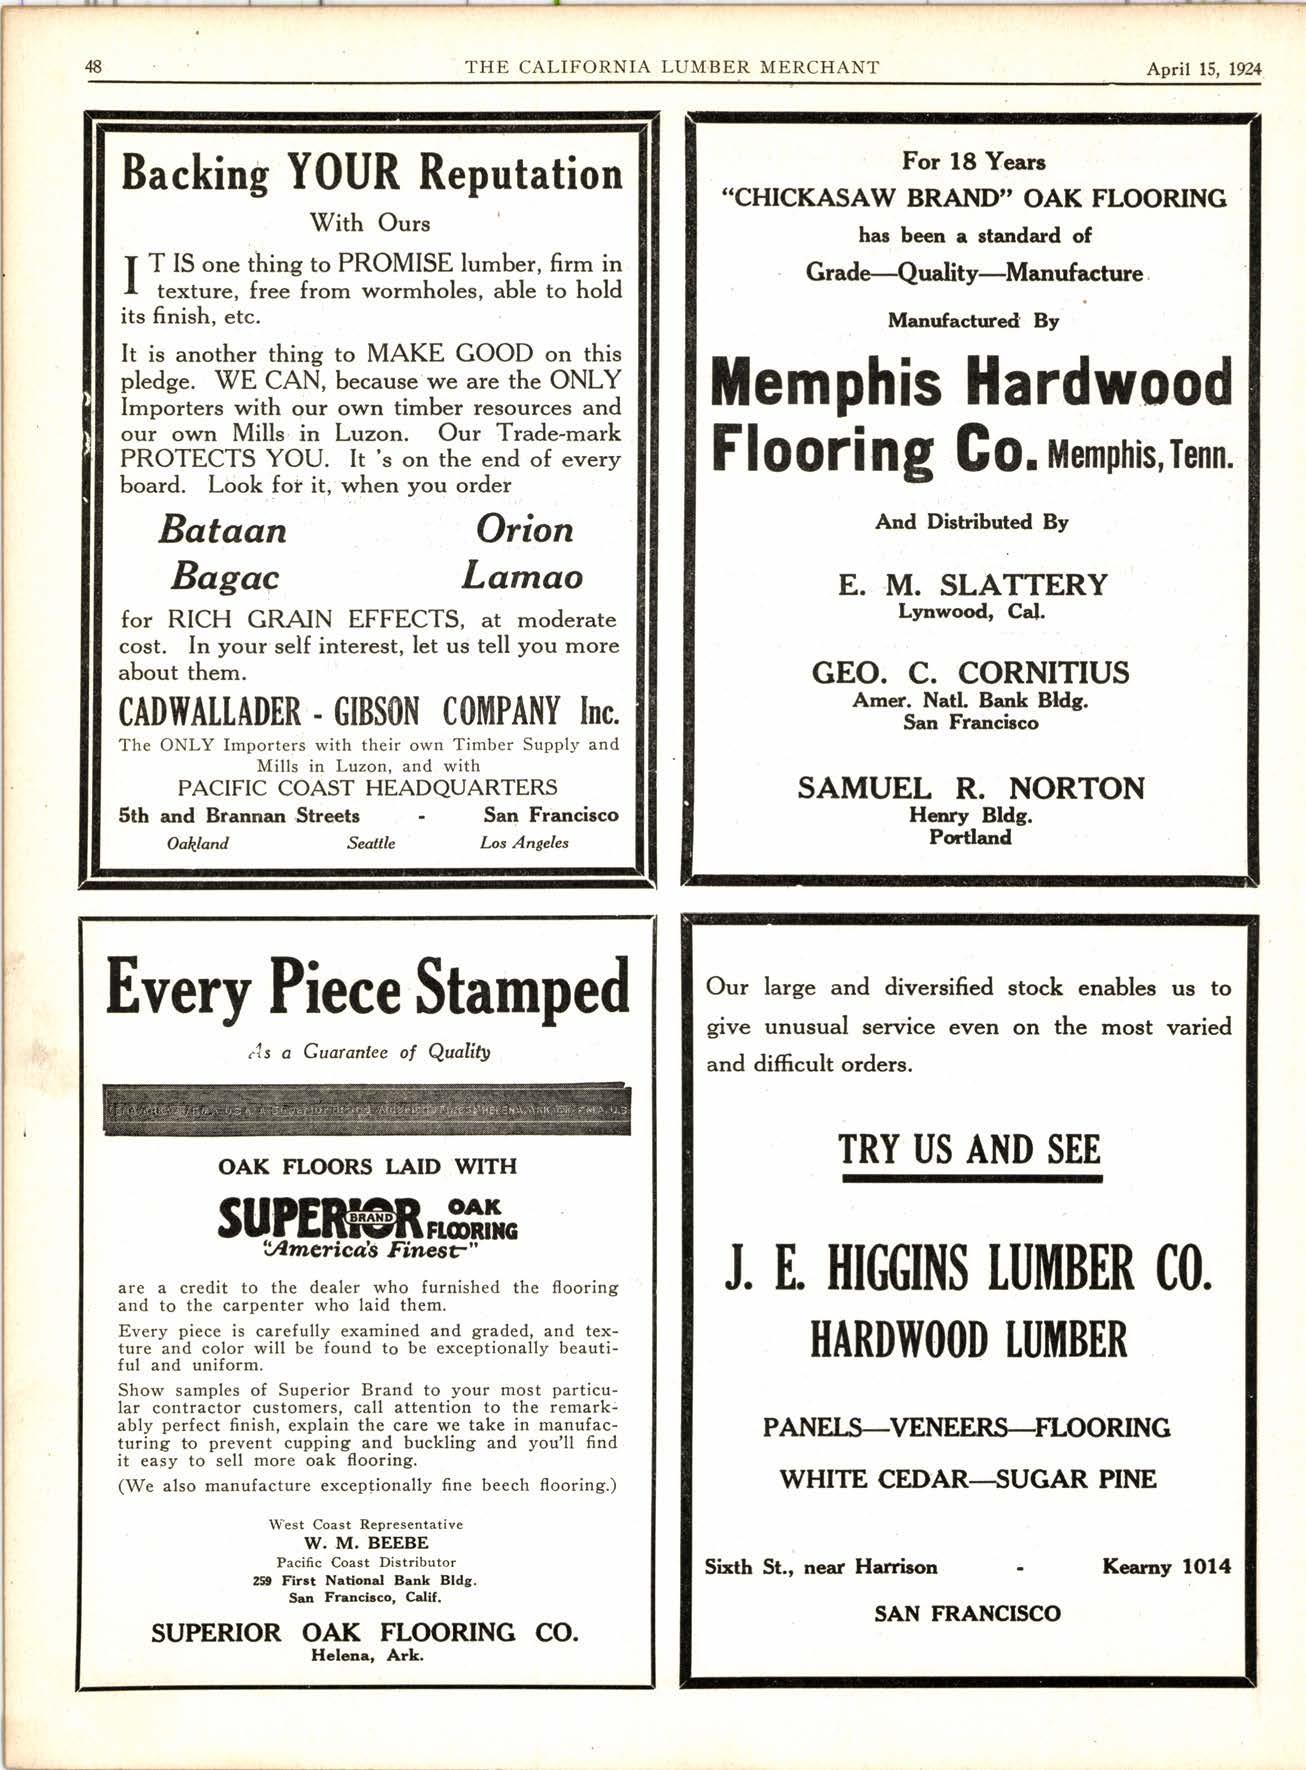 48
THE CALIFORNIA LUMBER MERCHANT
April 15, 1924
Backing YOUR Reputation
With Ours
IT IS one thing to PROMISE lumber, firm in
texture, free from wormholes, able to hold
its finish, etc.
It is another thing to MAKE GOOD on this
pledge. WE CAN, because we are the ONLY
Importers with our own timber resources and
our own Mills in Luzon. Our Trade-mark
PROTECTS YOU. It 's on the end of every
board. Look for it, when you order
Bataan Orion
Bagac Lamao
for RICH GRAIN EFFECTS, at moderate
cost. In your self interest, let us tell you more
about them.
CADWALLADER - GIBSON COMPANY Inc.
The ONLY Importers with their own Timber Supply and
Mills in Luzon, and with
PACIFIC COAST HEADQUARTERS
5th and Brannan Streets - San Francisco
Oakland Seattle Los Angeles
For 18 Years
"CHICKASAW BRAND" OAK FLOORING
has been a standard of
Grade—Quality—Manufacture
Manufactured By
Memphis Hardwood
Flooring Co. Memphis, Tenn.
And Distributed By
E. M. SLATTERY
Lynwood, Cal.
GEO. C. CORNITIUS
Amer. Natl. Bank Bldg.
San Francisco
SAMUEL R. NORTON
Henry Bldg.
Portland
Every Piece Stamped
As a Guarantee of Quality
OAK FLOORS LAID WITH
SUPERIOR BRAND OAK
FLOORING
"America's Finest"
are a credit to the dealer who furnished the flooring
and to the carpenter who laid them.
Every piece is carefully examined and graded, and tex-
ture and color will be found to be exceptionally beauti-
ful and uniform.
Show samples of Superior Brand to your most particu-
lar contractor customers, call attention to the remark-
ably perfect finish, explain the care we take in manufac-
turing to prevent cupping and buckling and you'll find
it easy to sell more oak flooring.
(We also manufacture exceptionally fine beech flooring.)
West Coast Representative
W. M. BEEBE
Pacific Coast Distributor
259 First National Bank Bldg.
San Francisco, Calif.
SUPERIOR OAK FLOORING CO.
Helena, Ark.
Our large and diversified stock enables us to
give unusual service even on the most varied
and difficult orders.
TRY US AND SEE
J. E. HIGGINS LUMBER CO.
HARDWOOD LUMBER
PANELS—VENEERS—FLOORING
WHITE CEDAR—SUGAR PINE
Sixth St., near Harrison - Kearny 1014
SAN FRANCISCO